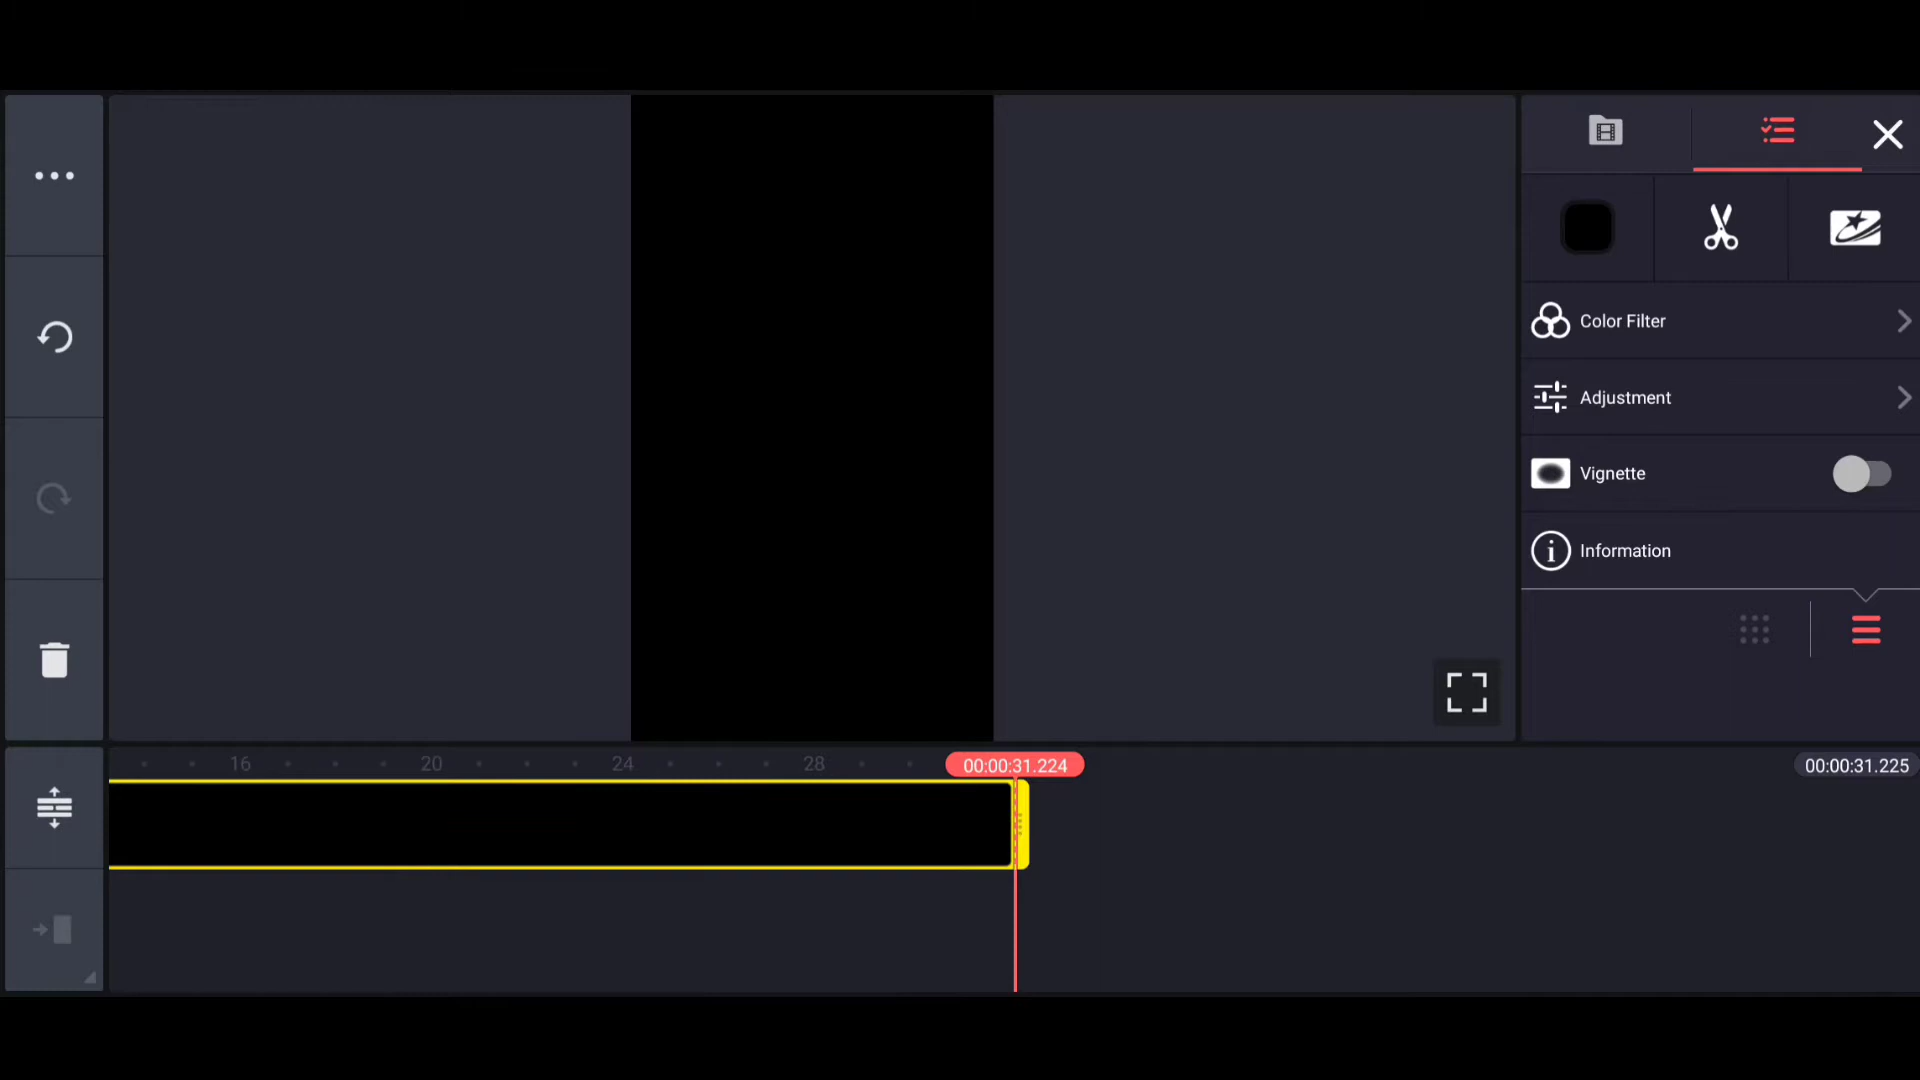 Color Filter
Adjustment
Vignette
Information
16 20 24 28 00:00:31.224 00:00:31.225